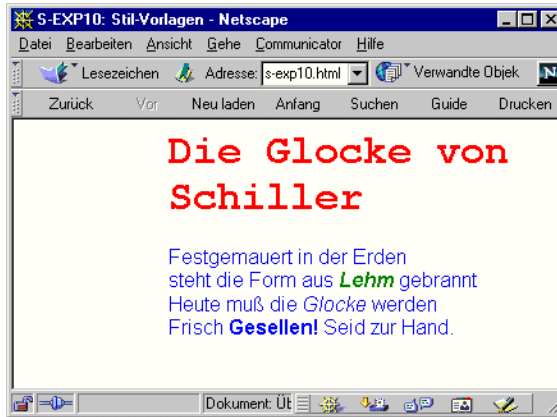 S-EXP10: Stil-Vorlagen - Netscape
Datei Bearbeiten Ansicht Gehe Communicator Hilfe
Lesezeichen Adresse: s-exp10.html Verwandte Objek N
Zurück Vor Neu laden Anfang Suchen Guide Drucken
Die Glocke von
Schiller
Festgemauert in der Erden
steht die Form aus Lehm gebrannt
Heute muß die Glocke werden
Frisch Gesellen! Seid zur Hand.
Dokument: Üt